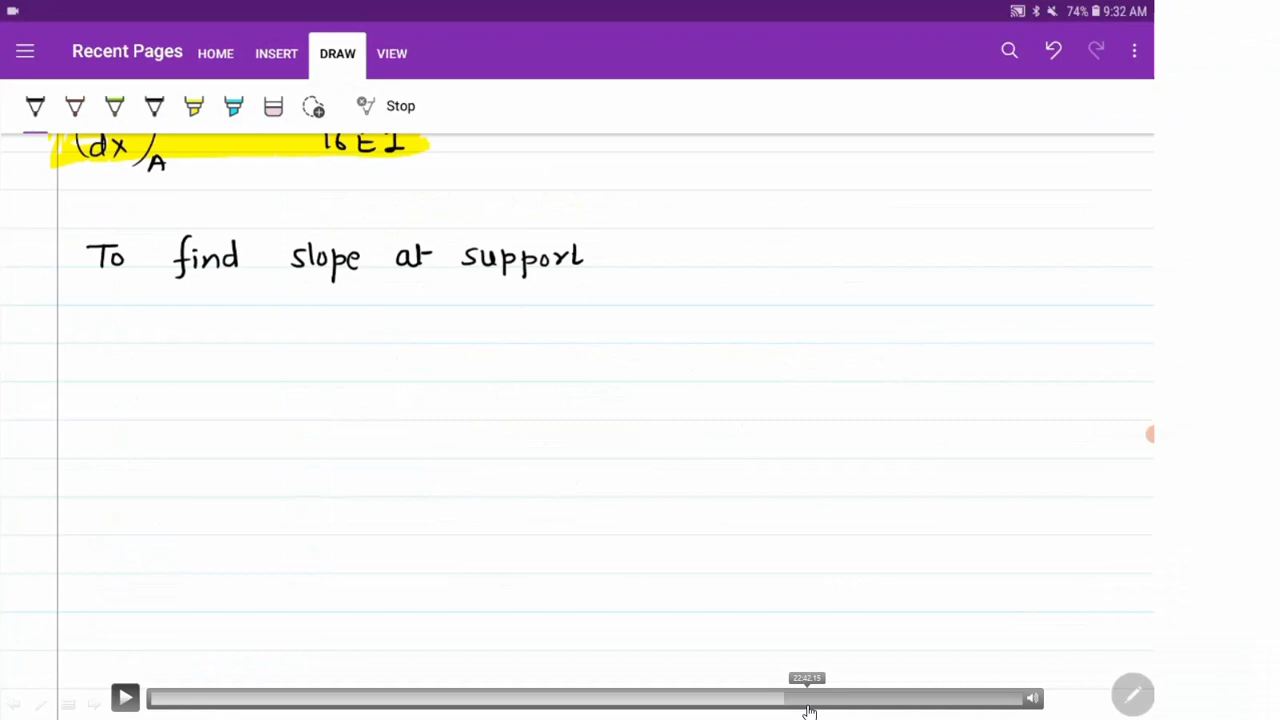 74% 9:32 AM
Recent Pages HOME INSERT DRAW VIEW
Stop
(dx)A 16EI
To find slope at support
22:42.15